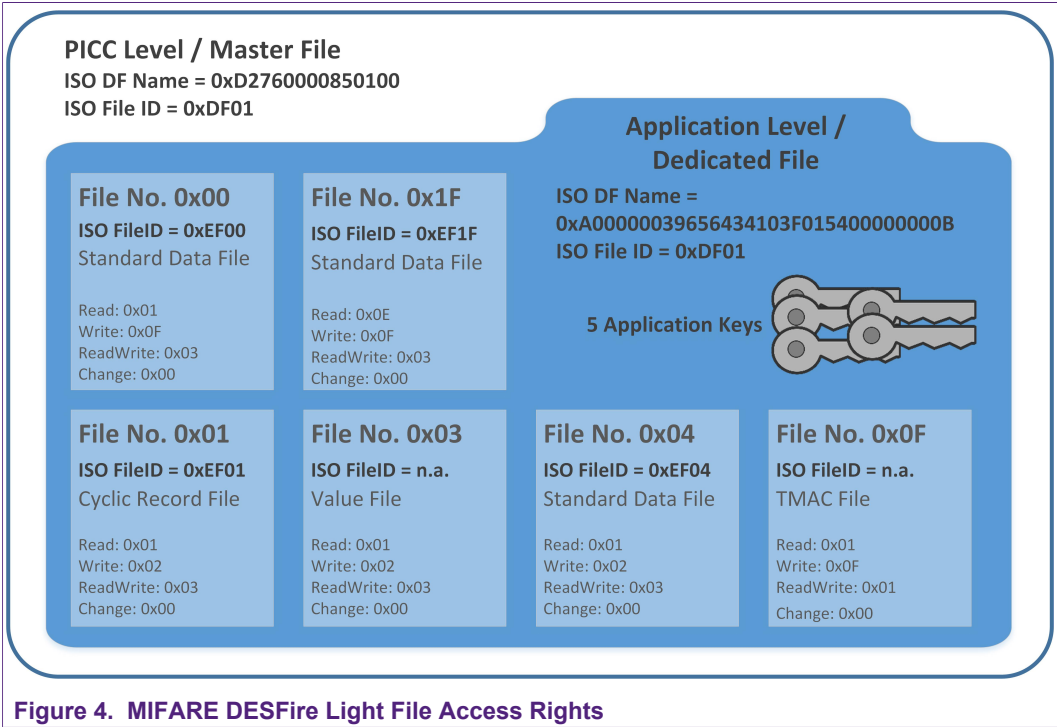 PICC Level / Master File
ISO DF Name = 0xD2760000850100
ISO File ID = 0xDF01
Application Level /
Dedicated File
ISO DF Name =
0xA00000039656434103F015400000000B
ISO File ID = 0xDF01
5 Application Keys
File No. 0x00
ISO FileID = 0xEF00
Standard Data File
Read: 0x01
Write: 0x0F
ReadWrite: 0x03
Change: 0x00
File No. 0x1F
ISO FileID = 0xEF1F
Standard Data File
Read: 0x0E
Write: 0x0F
ReadWrite: 0x03
Change: 0x00
File No. 0x01
ISO FileID = 0xEF01
Cyclic Record File
Read: 0x01
Write: 0x02
ReadWrite: 0x03
Change: 0x00
File No. 0x03
ISO FileID = n.a.
Value File
Read: 0x01
Write: 0x02
ReadWrite: 0x03
Change: 0x00
File No. 0x04
ISO FileID = 0xEF04
Standard Data File
Read: 0x01
Write: 0x02
ReadWrite: 0x03
Change: 0x00
File No. 0x0F
ISO FileID = n.a.
TMAC File
Read: 0x01
Write: 0x0F
ReadWrite: 0x01
Change: 0x00
Figure 4. MIFARE DESFire Light File Access Rights